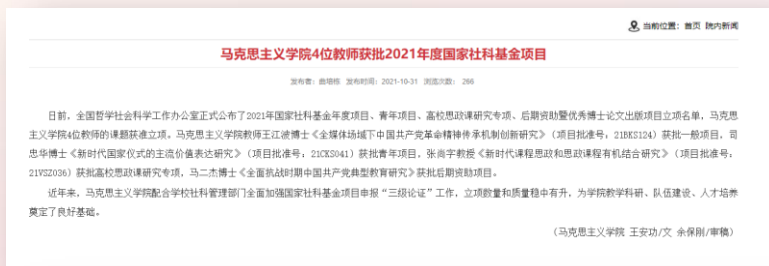 当前位置：首页 院内新闻
马克思主义学院4位教师获批2021年度国家社科基金项目
发布者：曲培栋 发布时间：2021-10-31 浏览次数：266
日前，全国哲学社会科学工作办公室正式公布了2021年国家社科基金年度项目、青年项目、高校思政课研究专项、后期资助暨优秀博士论文出版项目立项名单，马克思
主义学院4位教师的课题获准立项。马克思主义学院教师王江波博士《全媒体场域下中国共产党革命精神传承机制创新研究》（项目批准号：21BKS124）获批一般项目，司
忠华博士《新时代国家仪式的主流价值表达研究》（项目批准号：21CKS041）获批青年项目，张尚字教授《新时代课程思政和思政课程有机结合研究》（项目批准号：
21VSZ036）获批高校思政课研究专项，马二杰博士《全面抗战时期中国共产党典型教育研究》获批后期资助项目。
近年来，马克思主义学院配合学校社科管理部门全面加强国家社科基金项目申报“三级论证”工作，立项数量和质量稳中有升，为学院教学科研、队伍建设、人才培养
奠定了良好基础。
（马克思主义学院 王安功/文 余保刚/审稿）